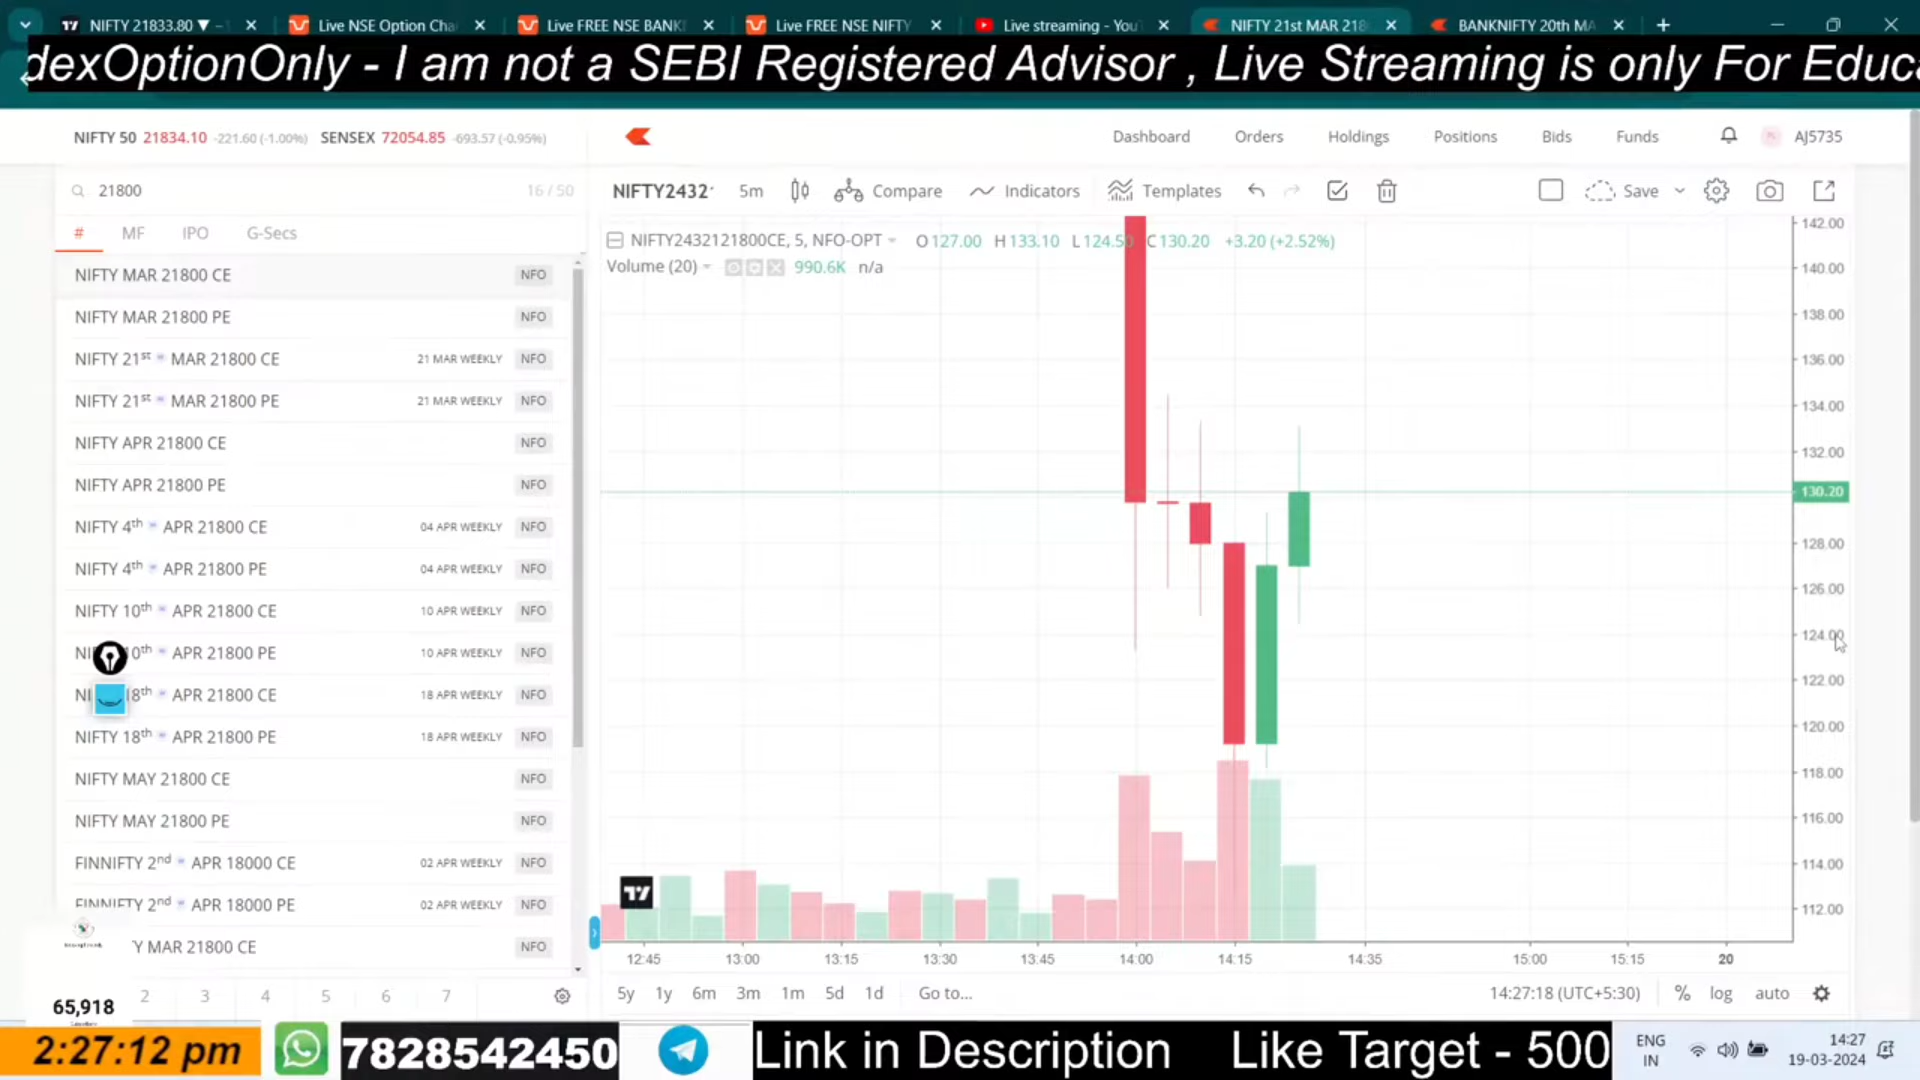 NIFTY 21833.80 ▼ −
Live NSE Option Cha
Live FREE NSE BANK
Live FREE NSE NIFTY
Live streaming - You
NIFTY 21st MAR 218
BANKNIFTY 20th MA
dexOptionOnly - I am not a SEBI Registered Advisor , Live Streaming is only For Educa
NIFTY 50 21834.10 -221.60 (-1.00%) SENSEX 72054.85 -693.57 (-0.95%)
Dashboard Orders Holdings Positions Bids Funds AJ5735
21800 16 / 50
# MF IPO G-Secs
NIFTY MAR 21800 CE NFO
NIFTY MAR 21800 PE NFO
NIFTY 21st MAR 21800 CE 21 MAR WEEKLY NFO
NIFTY 21st MAR 21800 PE 21 MAR WEEKLY NFO
NIFTY APR 21800 CE NFO
NIFTY APR 21800 PE NFO
NIFTY 4th APR 21800 CE 04 APR WEEKLY NFO
NIFTY 4th APR 21800 PE 04 APR WEEKLY NFO
NIFTY 10th APR 21800 CE 10 APR WEEKLY NFO
NI 10th APR 21800 PE 10 APR WEEKLY NFO
NI 8th APR 21800 CE 18 APR WEEKLY NFO
NIFTY 18th APR 21800 PE 18 APR WEEKLY NFO
NIFTY MAY 21800 CE NFO
NIFTY MAY 21800 PE NFO
FINNIFTY 2nd APR 18000 CE 02 APR WEEKLY NFO
FINNIFTY 2nd APR 18000 PE 02 APR WEEKLY NFO
Y MAR 21800 CE NFO
2 3 4 5 6 7
65,918
NIFTY2432 5m Compare Indicators Templates Save
NIFTY2432121800CE, 5, NFO-OPT O127.00 H133.10 L124.50 C130.20 +3.20 (+2.52%)
Volume (20) 990.6K n/a
142.00
140.00
138.00
136.00
134.00
132.00
130.20
128.00
126.00
124.00
122.00
120.00
118.00
116.00
114.00
112.00
12:45 13:00 13:15 13:30 13:45 14:00 14:15 14:35 15:00 15:15 20
5y 1y 6m 3m 1m 5d 1d Go to... 14:27:18 (UTC+5:30) % log auto
2:27:12 pm 7828542450 Link in Description Like Target - 500
ENG
IN
14:27
19-03-2024